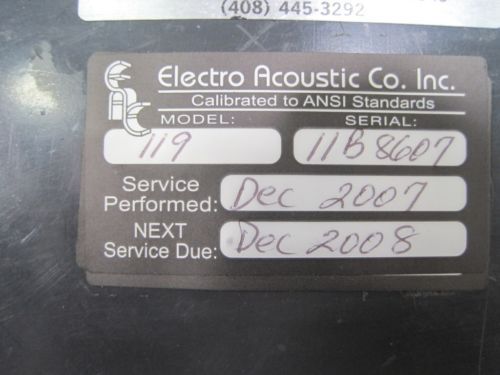 (408) 445-3292
EAC
Electro Acoustic Co. Inc.
Calibrated to ANSI Standards
MODEL: SERIAL:
119 11B8607
Service
Performed: Dec 2007
NEXT
Service Due: Dec 2008